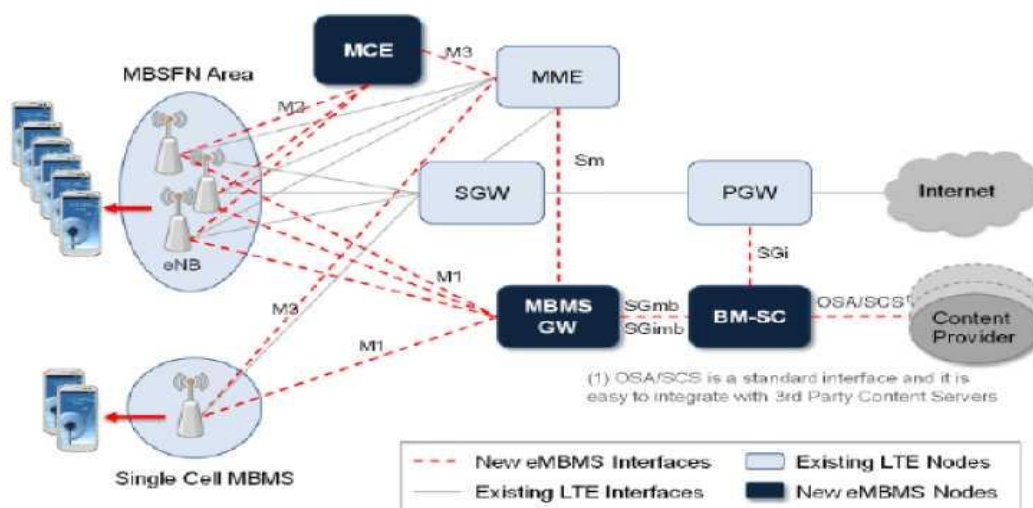 MCE
M3
MME
MBSFN Area
M2
Sm
SGW
PGW
Internet
eNB
M1
SGi
M3
MBMS
GW
SGmb
SGimb
BM-SC
OSA/SCS¹
Content
Provider
M1
(1) OSA/SCS is a standard interface and it is
easy to integrate with 3rd Party Content Servers
Single Cell MBMS
New eMBMS Interfaces
Existing LTE Nodes
Existing LTE Interfaces
New eMBMS Nodes